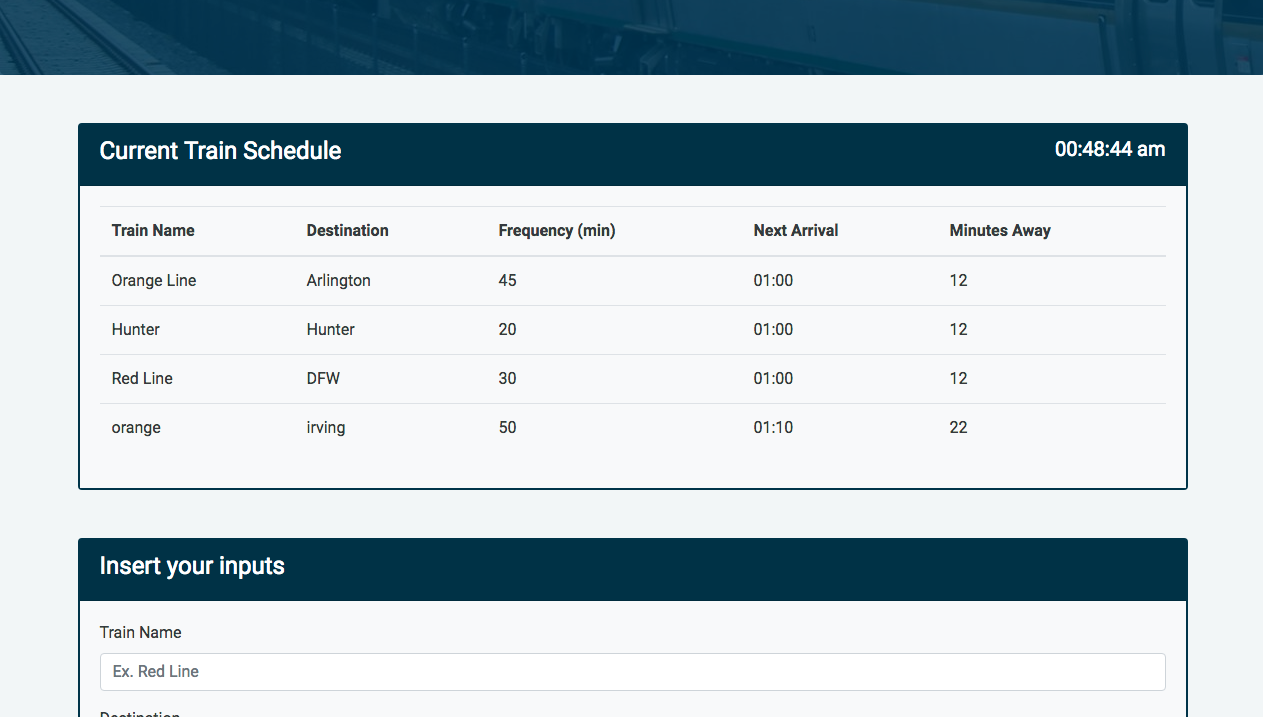 Current Train Schedule 00:48:44 am
Train Name Destination Frequency (min) Next Arrival Minutes Away
Orange Line Arlington 45 01:00 12
Hunter Hunter 20 01:00 12
Red Line DFW 30 01:00 12
orange irving 50 01:10 22
Insert your inputs
Train Name
Ex. Red Line
Destination